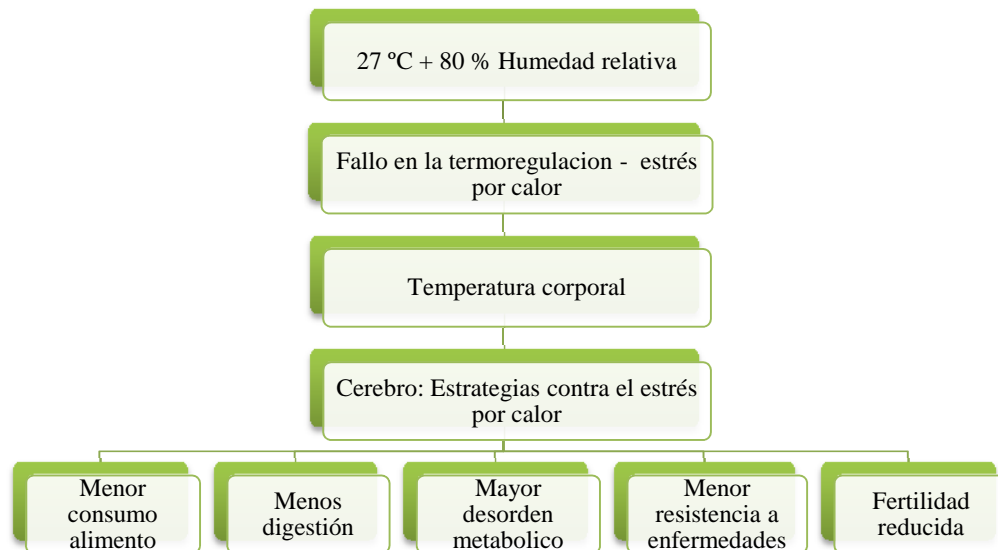 27 ºC + 80 % Humedad relativa
Fallo en la termoregulacion -  estrés
por calor
Temperatura corporal
Cerebro: Estrategias contra el estrés
por calor
Menor
consumo
alimento
Menos
digestión
Mayor
desorden
metabolico
Menor
resistencia a
enfermedades
Fertilidad
reducida